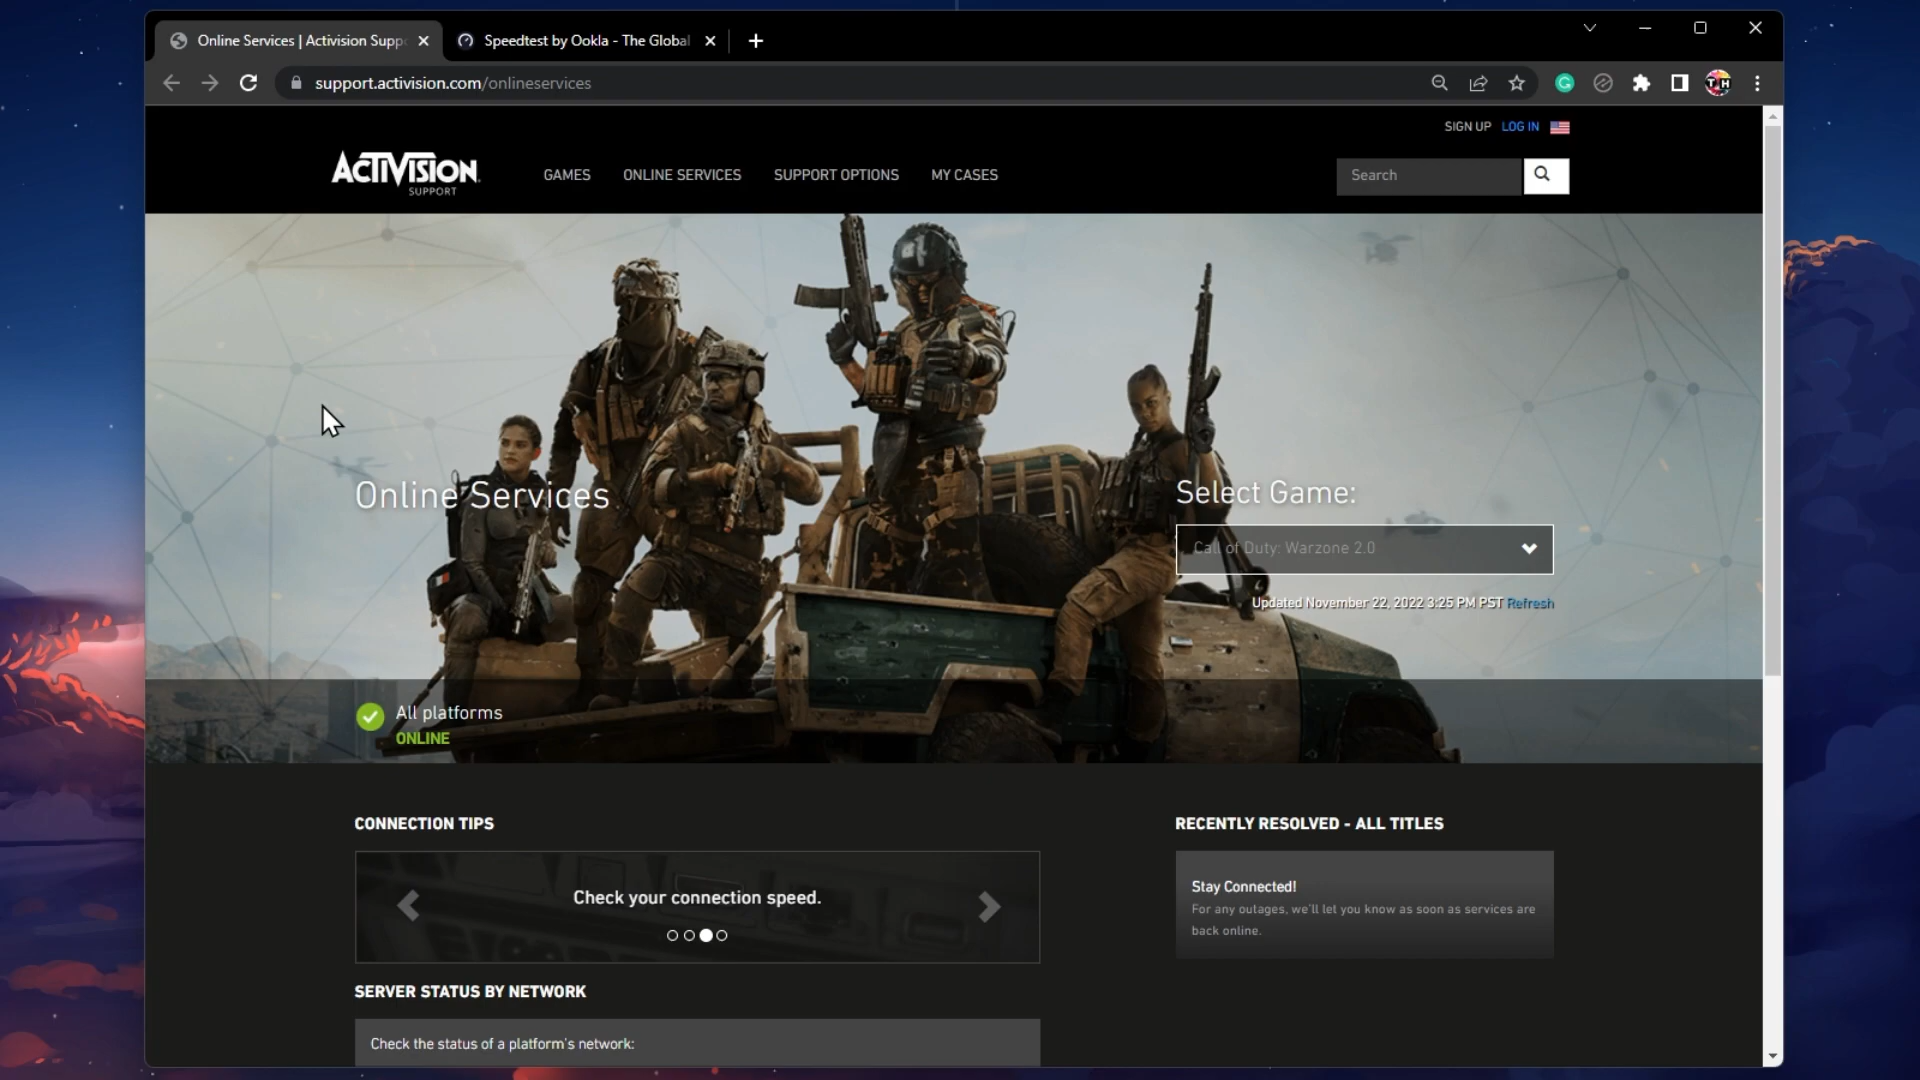 Online Services | Activision Supp
Speedtest by Ookla - The Global
support.activision.com/onlineservices
SIGN UP LOG IN
ACTIVISION
SUPPORT
GAMES ONLINE SERVICES SUPPORT OPTIONS MY CASES
Search
Online Services
Select Game:
Call of Duty: Warzone 2.0
Updated November 22, 2022 3:25 PM PST Refresh
All platforms
ONLINE
CONNECTION TIPS
Check your connection speed.
RECENTLY RESOLVED - ALL TITLES
Stay Connected!
For any outages, we'll let you know as soon as services are
back online.
SERVER STATUS BY NETWORK
Check the status of a platform's network: